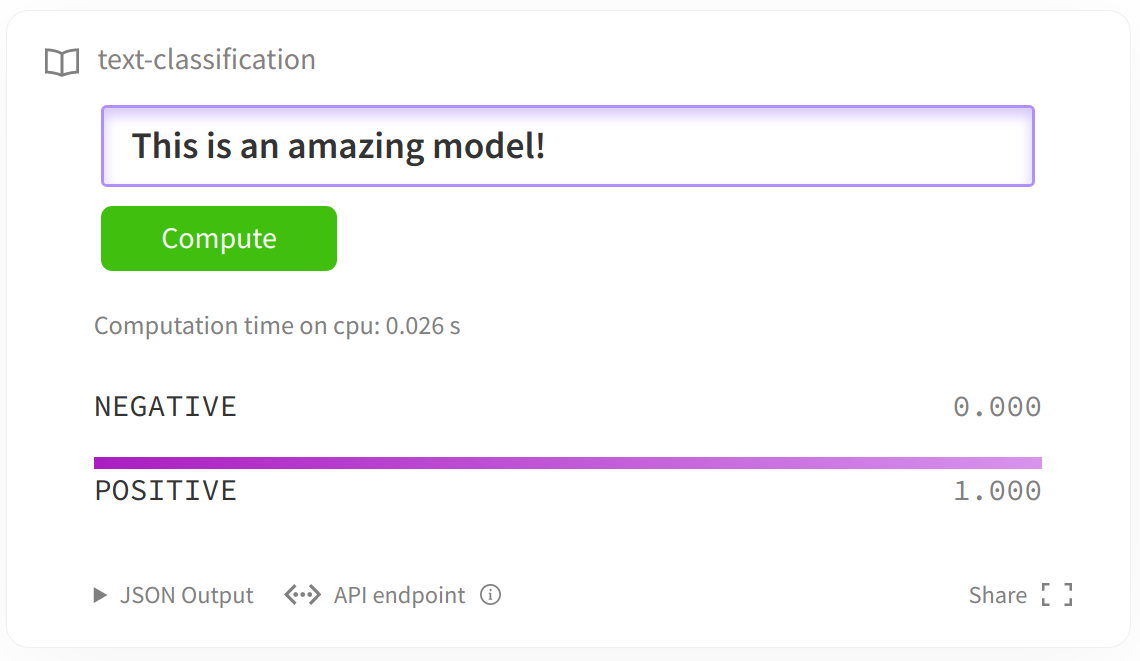 text-classification
This is an amazing model!
Compute
Computation time on cpu: 0.026 s
NEGATIVE 0.000
POSITIVE 1.000
JSON Output API endpoint Share